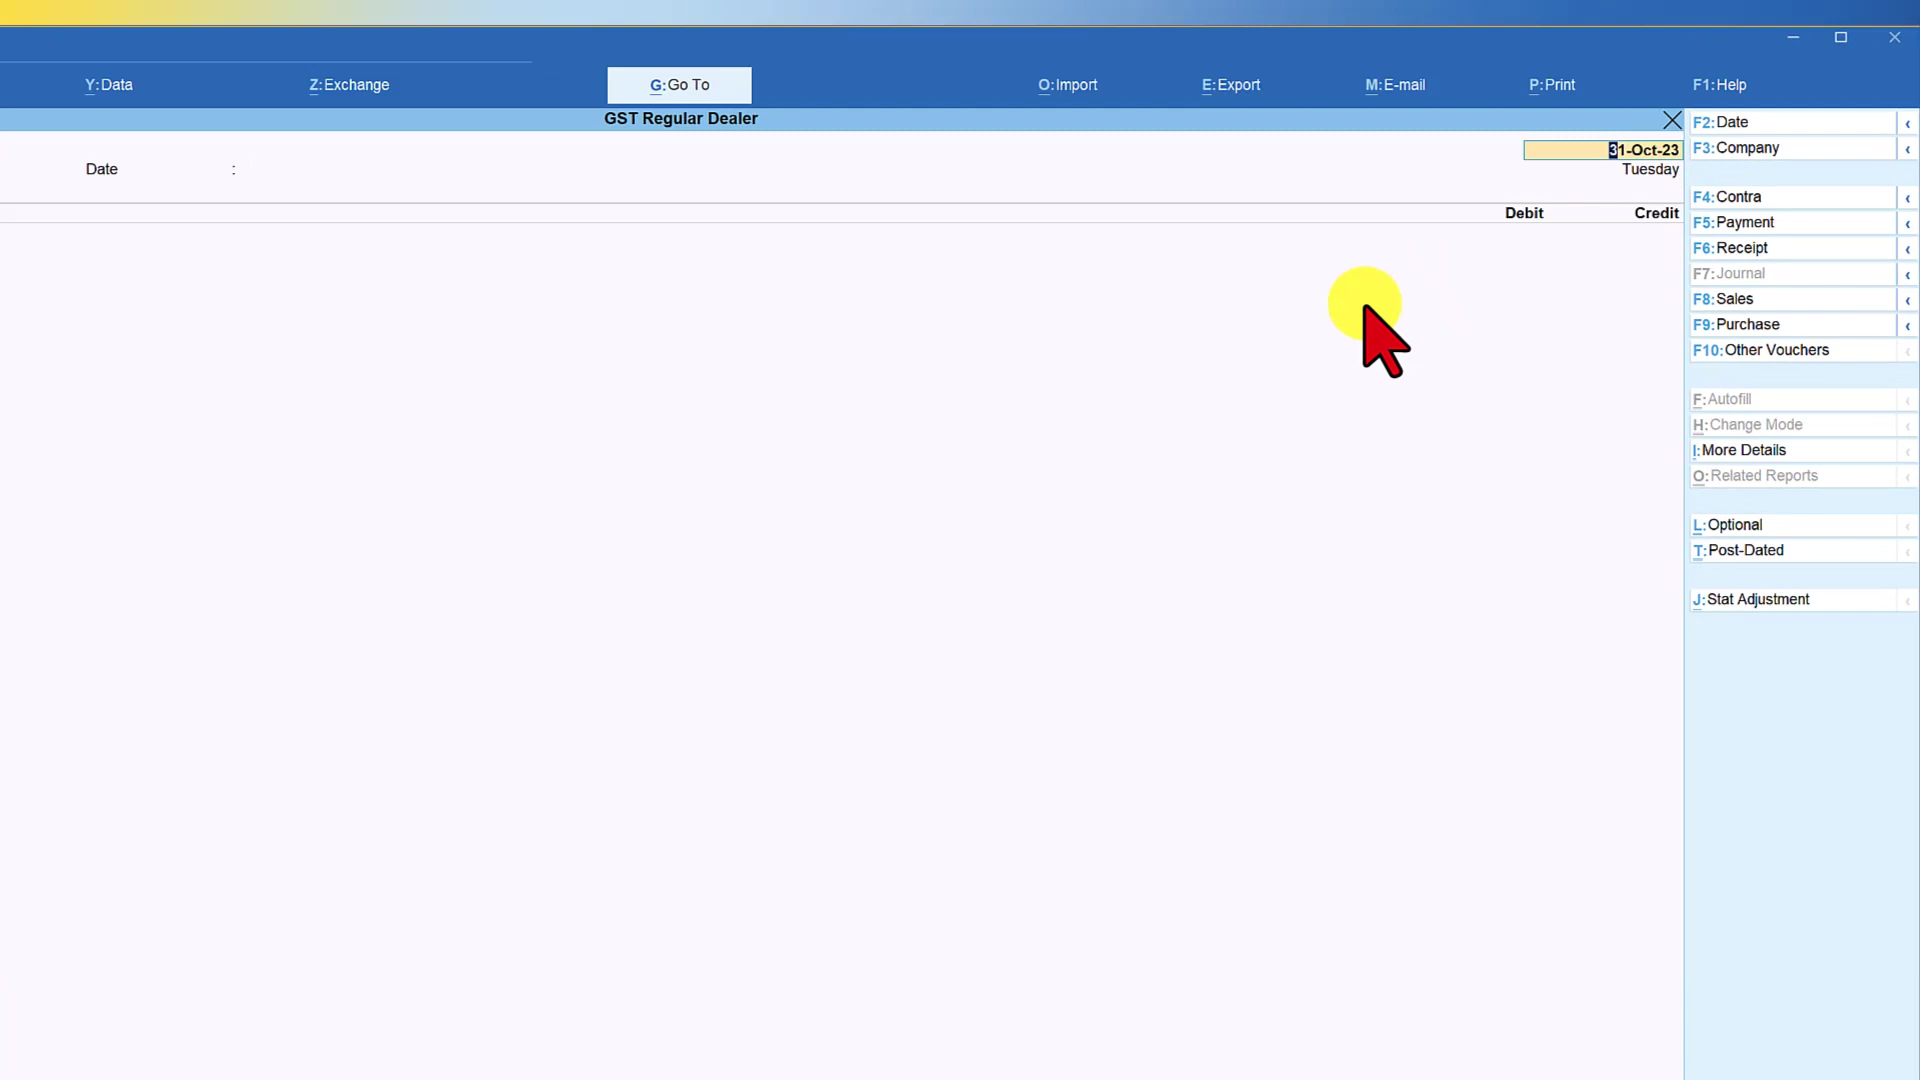 Y:Data
Z:Exchange
G:Go To
O:Import
E:Export
M:E-mail
P:Print
F1:Help
GST Regular Dealer
31-Oct-23
Date :
Tuesday
Debit Credit
F2:Date
F3:Company
F4:Contra
F5:Payment
F6:Receipt
F7:Journal
F8:Sales
F9:Purchase
F10:Other Vouchers
F:Autofill
H:Change Mode
I:More Details
O:Related Reports
L:Optional
T:Post-Dated
J:Stat Adjustment